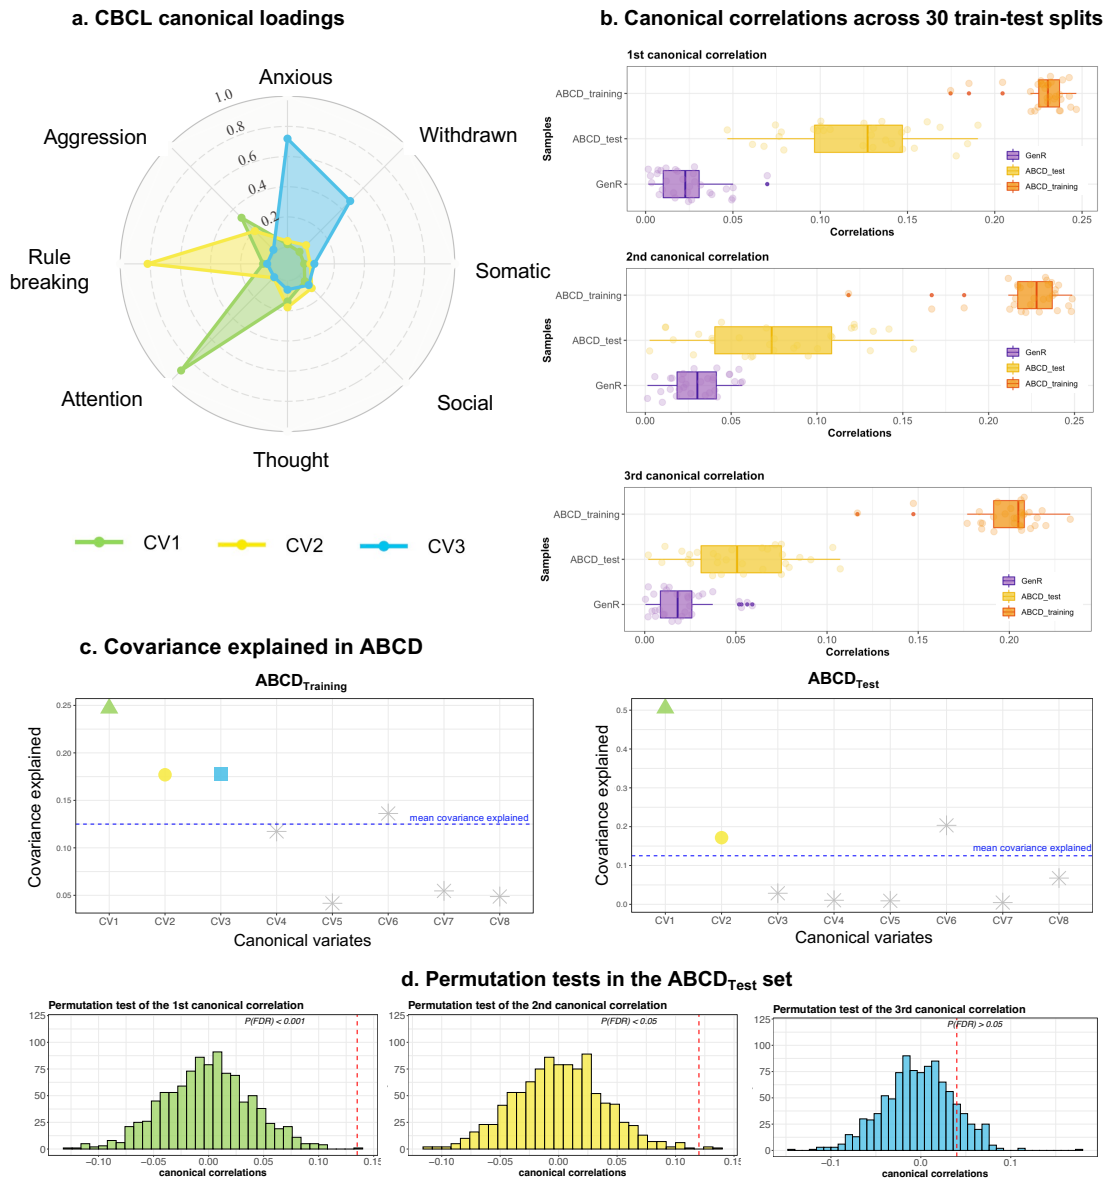 a. CBCL canonical loadings
Anxious
Withdrawn
Somatic
Social
Thought
Attention
Rule
breaking
Aggression
1.0
0.8
0.6
0.4
0.2
CV1
CV2
CV3
b. Canonical correlations across 30 train-test splits
1st canonical correlation
Samples
ABCD_training
ABCD_test
GenR
GenR
ABCD_test
ABCD_training
0.00 0.05 0.10 0.15 0.20 0.25
Correlations
2nd canonical correlation
Samples
ABCD_training
ABCD_test
GenR
GenR
ABCD_test
ABCD_training
0.00 0.05 0.10 0.15 0.20 0.25
Correlations
3rd canonical correlation
Samples
ABCD_training
ABCD_test
GenR
GenR
ABCD_test
ABCD_training
0.00 0.05 0.10 0.15 0.20
Correlations
c. Covariance explained in ABCD
ABCDTraining
Covariance explained
0.25
0.20
0.15
0.10
0.05
mean covariance explained
CV1 CV2 CV3 CV4 CV5 CV6 CV7 CV8
Canonical variates
ABCDTest
Covariance explained
0.5
0.4
0.3
0.2
0.1
0.0
mean covariance explained
CV1 CV2 CV3 CV4 CV5 CV6 CV7 CV8
Canonical variates
d. Permutation tests in the ABCDTest set
Permutation test of the 1st canonical correlation
P(FDR) < 0.001
125
100
75
50
25
0
-0.10 -0.05 0.00 0.05 0.10 0.15
canonical correlations
Permutation test of the 2nd canonical correlation
P(FDR) < 0.05
125
100
75
50
25
0
-0.10 -0.05 0.00 0.05 0.10
canonical correlations
Permutation test of the 3rd canonical correlation
P(FDR) > 0.05
125
100
75
50
25
0
-0.1 0.0 0.1
canonical correlations